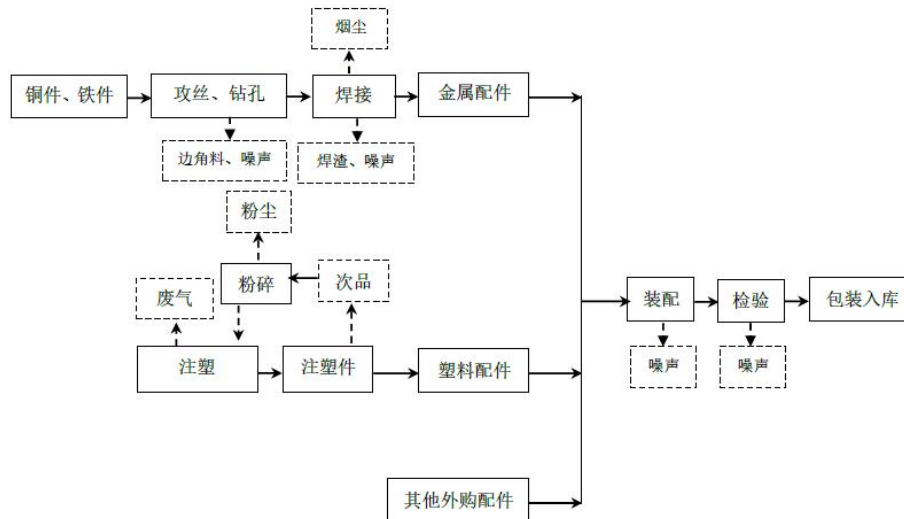 烟尘
铜件、铁件
攻丝、钻孔
焊接
金属配件
边角料、噪声
焊渣、噪声
粉尘
粉碎
次品
废气
装配
检验
包装入库
注塑
注塑件
塑料配件
噪声
噪声
其他外购配件